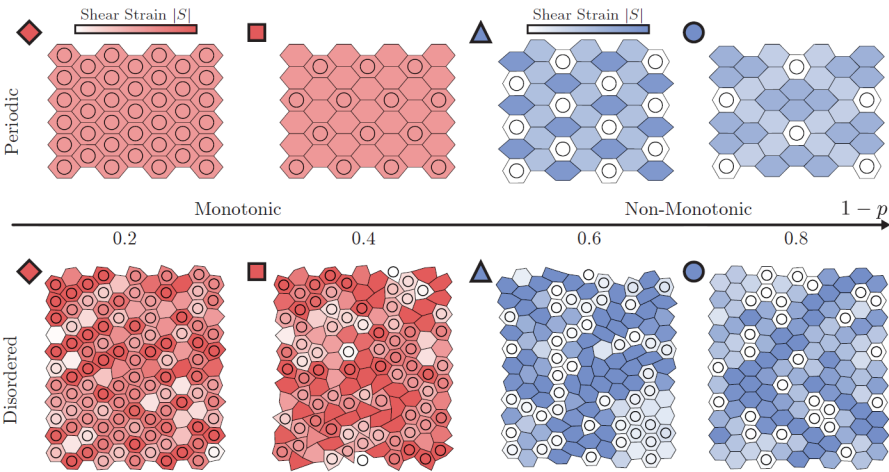 Shear Strain |S|
Shear Strain |S|
Periodic
Monotonic
Non-Monotonic
1 − p
0.2
0.4
0.6
0.8
Disordered